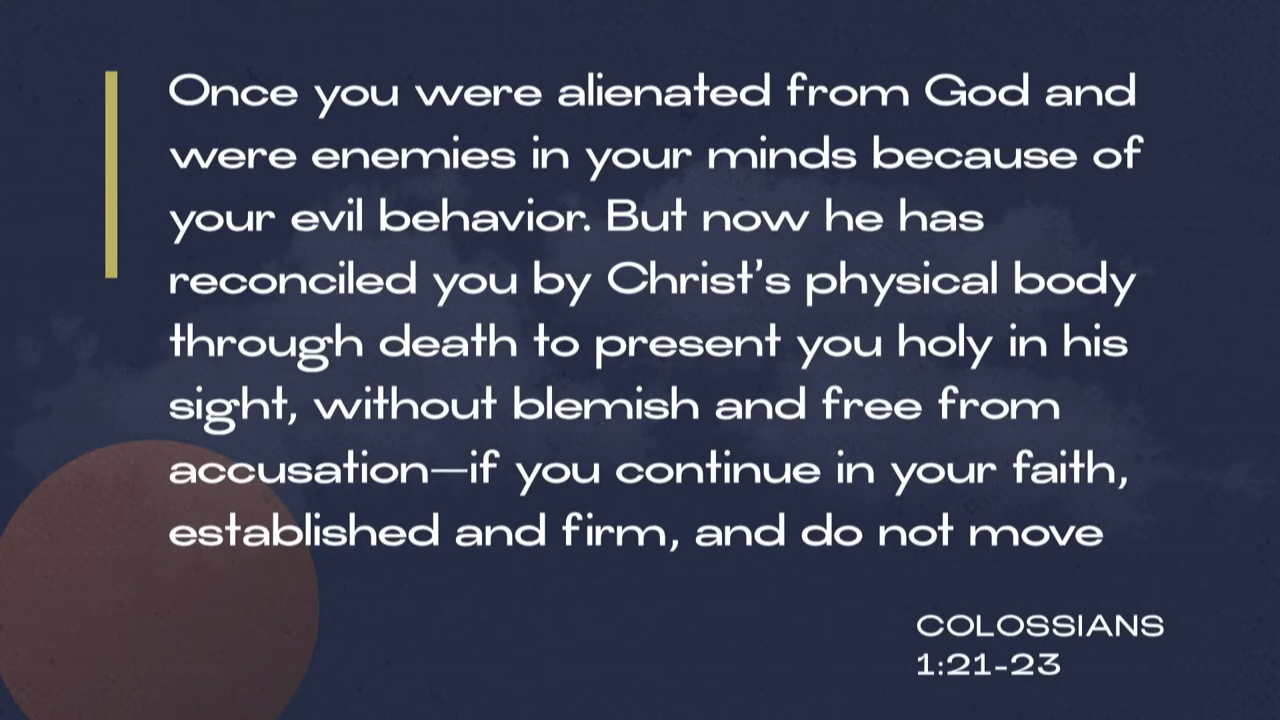 Once you were alienated from God and
were enemies in your minds because of
your evil behavior. But now he has
reconciled you by Christ’s physical body
through death to present you holy in his
sight, without blemish and free from
accusation—if you continue in your faith,
established and firm, and do not move
COLOSSIANS
1:21-23